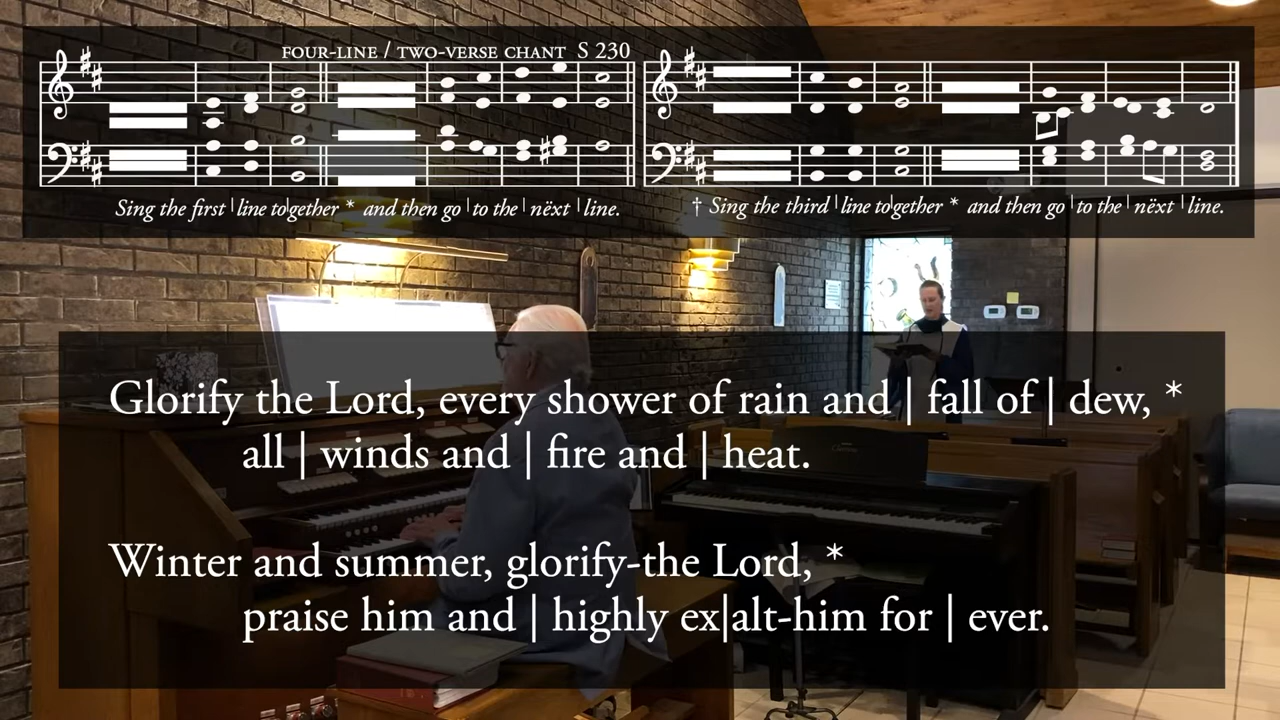 FOUR-LINE / TWO-VERSE CHANT S 230
Sing the first | line to|gether * and then go | to the | nëxt | line.
† Sing the third | line to|gether * and then go | to the | nëxt | line.
Glorify the Lord, every shower of rain and | fall of | dew, *
all | winds and | fire and | heat.
Winter and summer, glorify-the Lord, *
praise him and | highly ex|alt-him for | ever.